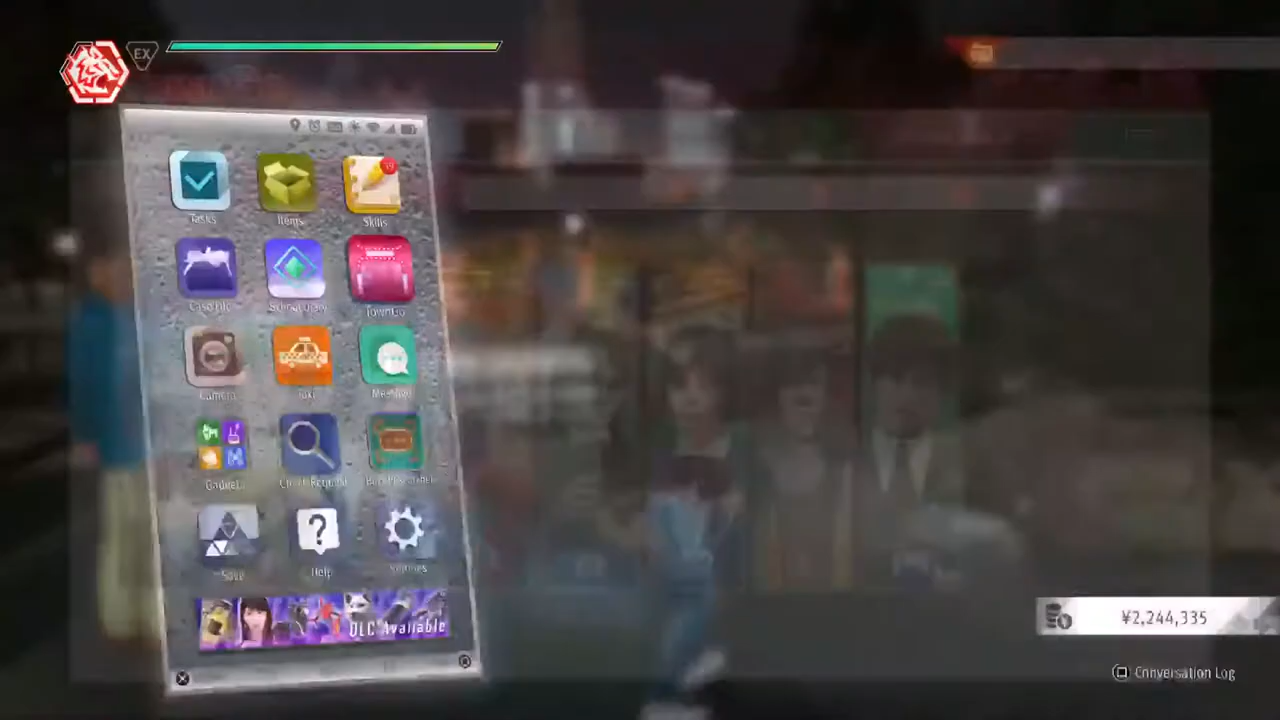 EX
19
Tasks
Items
Skills
Case File
TownGo
Camera
Taxi
Gadgets
Save
Help
DLC Available
¥2,244,335
Conversation Log